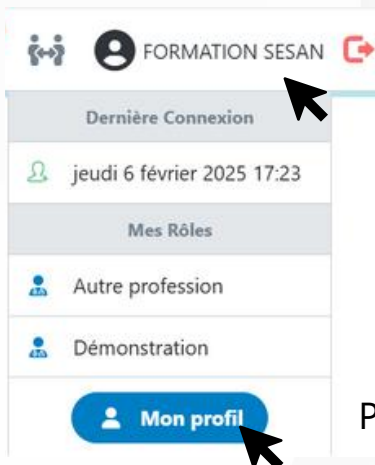 FORMATION SESAN
Dernière Connexion
jeudi 6 février 2025 17:23
Mes Rôles
Autre profession
Démonstration
Mon profil
P